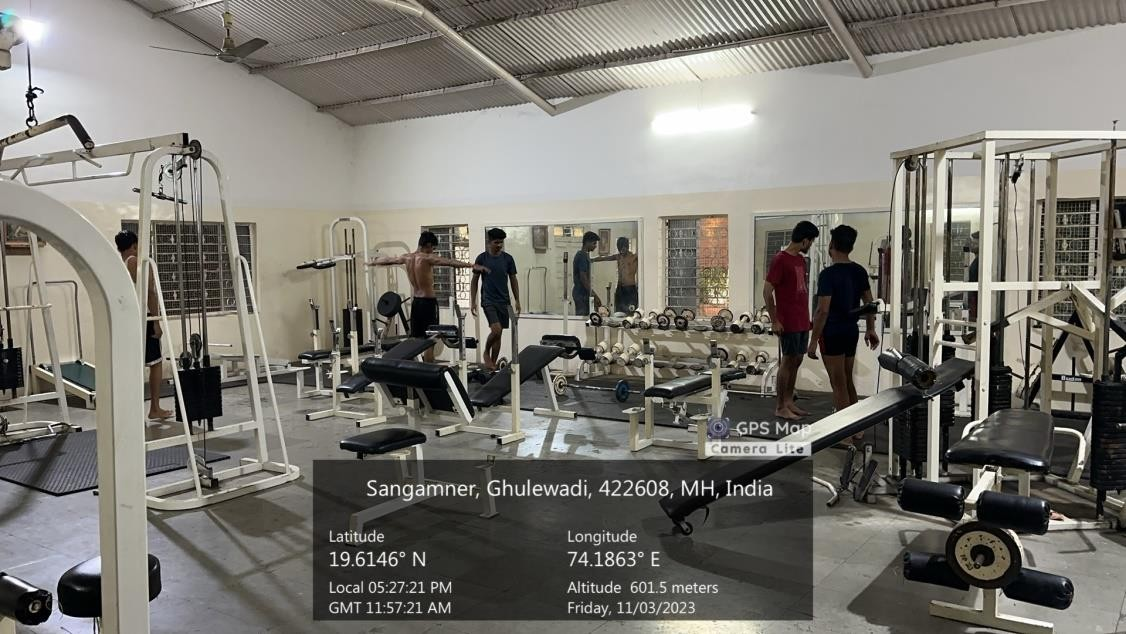 GPS Map
Camera Lite
Sangamner, Ghulewadi, 422608, MH, India
Latitude
19.6146° N
Longitude
74.1863° E
Local 05:27:21 PM
GMT 11:57:21 AM
Altitude 601.5 meters
Friday, 11/03/2023